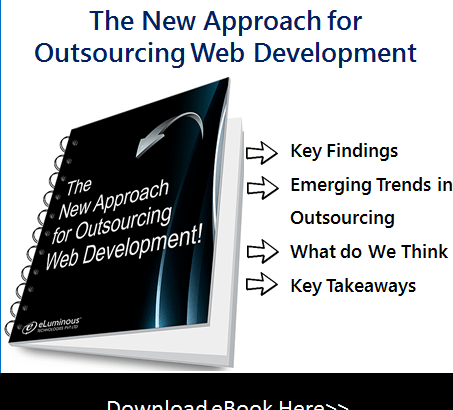 The New Approach for
Outsourcing Web Development
The
New Approach
for Outsourcing
Web Development!
eLuminous
TECHNOLOGIES PVT LTD
Key Findings
Emerging Trends in
Outsourcing
What do We Think
Key Takeaways
Download eBook Here>>